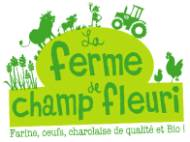 La
ferme
de
champ fleuri
Farine, oeufs, charolaise de qualité et Bio !